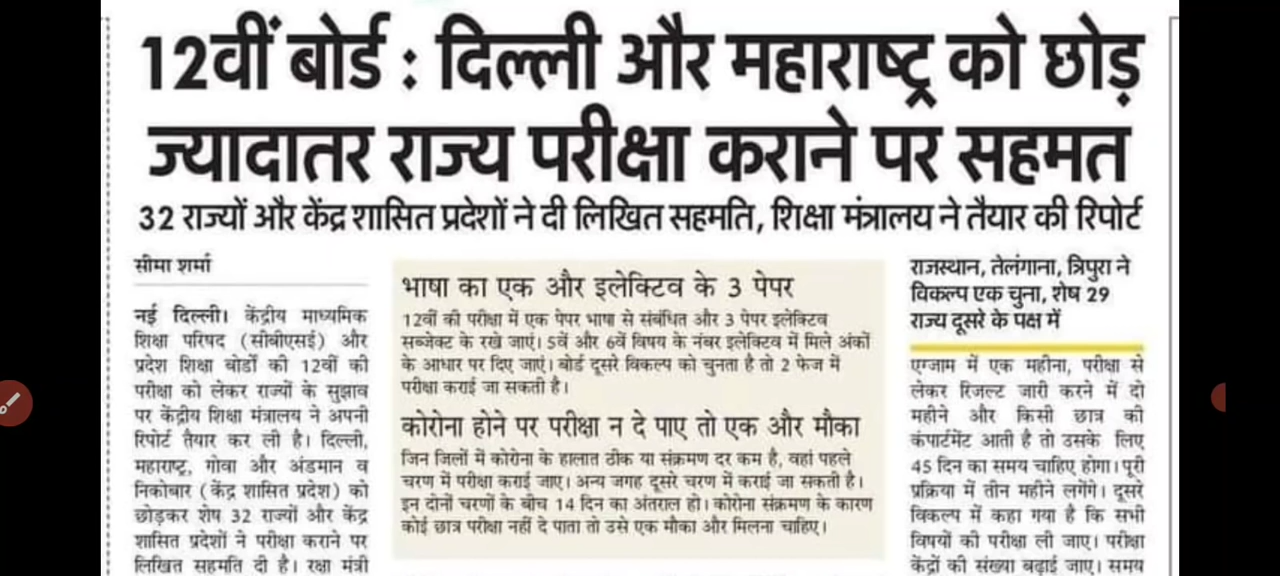 12वीं बोर्ड : दिल्ली और महाराष्ट्र को छोड़
ज्यादातर राज्य परीक्षा कराने पर सहमत
32 राज्यों और केंद्र शासित प्रदेशों ने दी लिखित सहमति, शिक्षा मंत्रालय ने तैयार की रिपोर्ट
सीमा शर्मा
नई दिल्ली। केंद्रीय माध्यमिक
शिक्षा परिषद (सीबीएसई) और
प्रदेश शिक्षा बोर्डों की 12वीं की
परीक्षा को लेकर राज्यों के सुझाव
पर केंद्रीय शिक्षा मंत्रालय ने अपनी
रिपोर्ट तैयार कर ली है। दिल्ली,
महाराष्ट्र, गोवा और अंडमान व
निकोबार (केंद्र शासित प्रदेश) को
छोड़कर शेष 32 राज्यों और केंद्र
शासित प्रदेशों ने परीक्षा कराने पर
लिखित सहमति दी है। रक्षा मंत्री
भाषा का एक और इलेक्टिव के 3 पेपर
12वीं की परीक्षा में एक पेपर भाषा से संबंधित और 3 पेपर इलेक्टिव
सब्जेक्ट के रखे जाएं। 5वें और 6वें विषय के नंबर इलेक्टिव में मिले अंकों
के आधार पर दिए जाएं। बोर्ड दूसरे विकल्प को चुनता है तो 2 फेज में
परीक्षा कराई जा सकती है।
कोरोना होने पर परीक्षा न दे पाए तो एक और मौका
जिन जिलों में कोरोना के हालात ठीक या संक्रमण दर कम है, वहां पहले
चरण में परीक्षा कराई जाए। अन्य जगह दूसरे चरण में कराई जा सकती है।
इन दोनों चरणों के बीच 14 दिन का अंतराल हो। कोरोना संक्रमण के कारण
कोई छात्र परीक्षा नहीं दे पाता तो उसे एक मौका और मिलना चाहिए।
राजस्थान, तेलंगाना, त्रिपुरा ने
विकल्प एक चुना, शेष 29
राज्य दूसरे के पक्ष में
एग्जाम में एक महीना, परीक्षा से
लेकर रिजल्ट जारी करने में दो
महीने और किसी छात्र की
कंपार्टमेंट आती है तो उसके लिए
45 दिन का समय चाहिए होगा। पूरी
प्रक्रिया में तीन महीने लगेंगे। दूसरे
विकल्प में कहा गया है कि सभी
विषयों की परीक्षा ली जाए। परीक्षा
केंद्रों की संख्या बढ़ाई जाए। समय